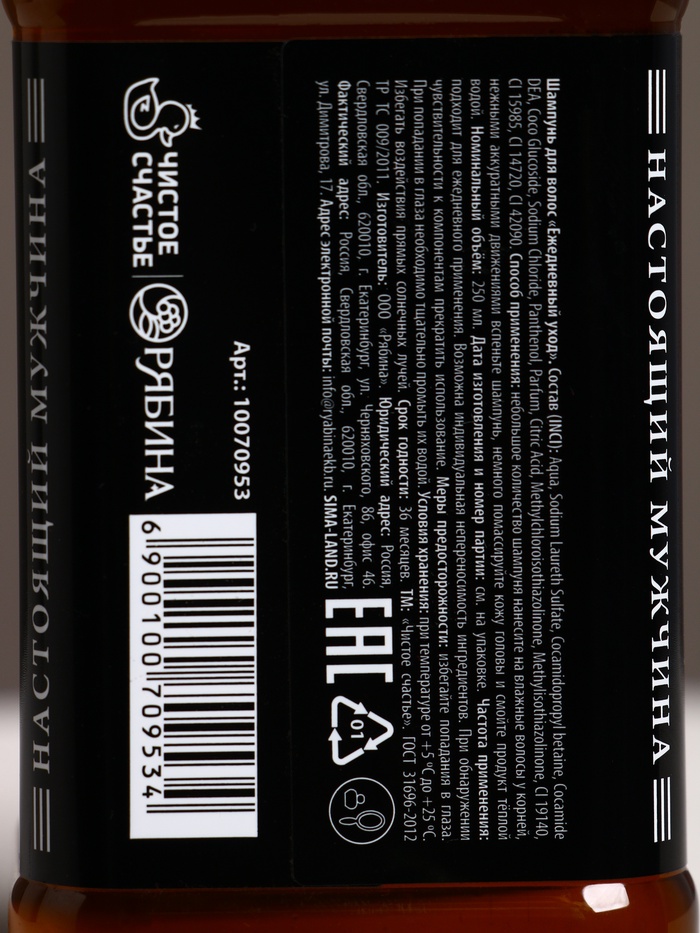 НАСТОЯЩИЙ МУЖЧИНА
Шампунь для волос «Ежедневный уход». Состав (INCI): Aqua, Sodium Laureth Sulfate, Cocamidopropyl betaine, Cocamide
DEA, Coco Glucoside, Sodium Chloride, Panthenol, Parfum, Citric Acid, Methylchloroisothiazolinone, Methylisothiazolinone, CI 19140,
CI 15985, CI 14720, CI 42090. Способ применения: небольшое количество шампуня нанесите на влажные волосы у корней,
нежными аккуратными движениями вспеньте шампунь, немного помассируйте кожу головы и смойте продукт тёплой
водой. Номинальный объём: 250 мл. Дата изготовления и номер партии: см. на упаковке. Частота применения:
подходит для ежедневного применения. Возможна индивидуальная непереносимость ингредиентов. При обнаружении
чувствительности к компонентам прекратить использование. Меры предосторожности: избегайте попадания в глаза.
При попадании в глаза необходимо тщательно промыть их водой. Условия хранения: при температуре от +5 °C до +25 °C.
Избегать воздействия прямых солнечных лучей. Срок годности: 36 месяцев. ТМ: «Чистое счастье». ГОСТ 31696-2012
ТР ТС 009/2011. Изготовитель: ООО «Рябина». Юридический адрес: Россия,
Свердловская обл., 620010, г. Екатеринбург, ул. Черняховского, 86, офис 46.
Фактический адрес: Россия, Свердловская обл., 620010, г. Екатеринбург,
ул. Димитрова, 17. Адрес электронной почты: info@ryabinaekb.ru. SIMA-LAND.RU
EAC
01
Арт.: 10070953
ЧИСТОЕ
СЧАСТЬЕ
РЯБИНА
6 900100 709534
НАСТОЯЩИЙ МУЖЧИНА